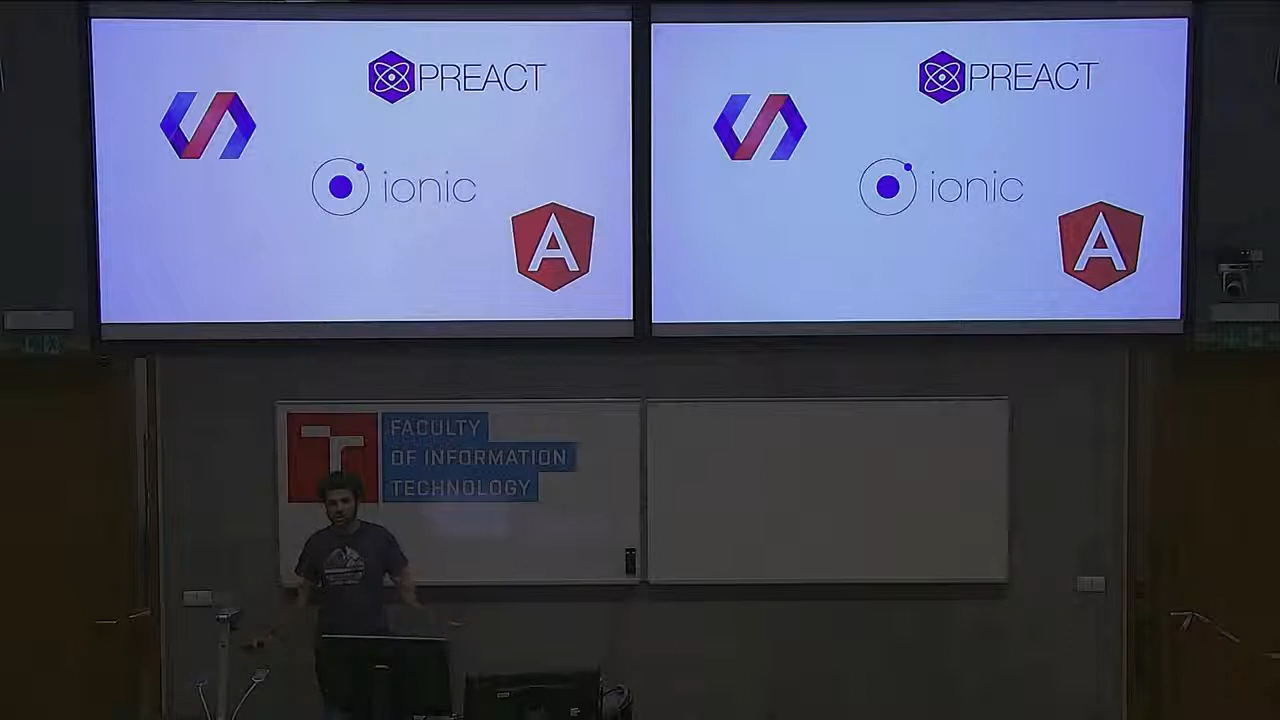 PREACT
ionic
A
PREACT
ionic
A
FACULTY
OF INFORMATION
TECHNOLOGY